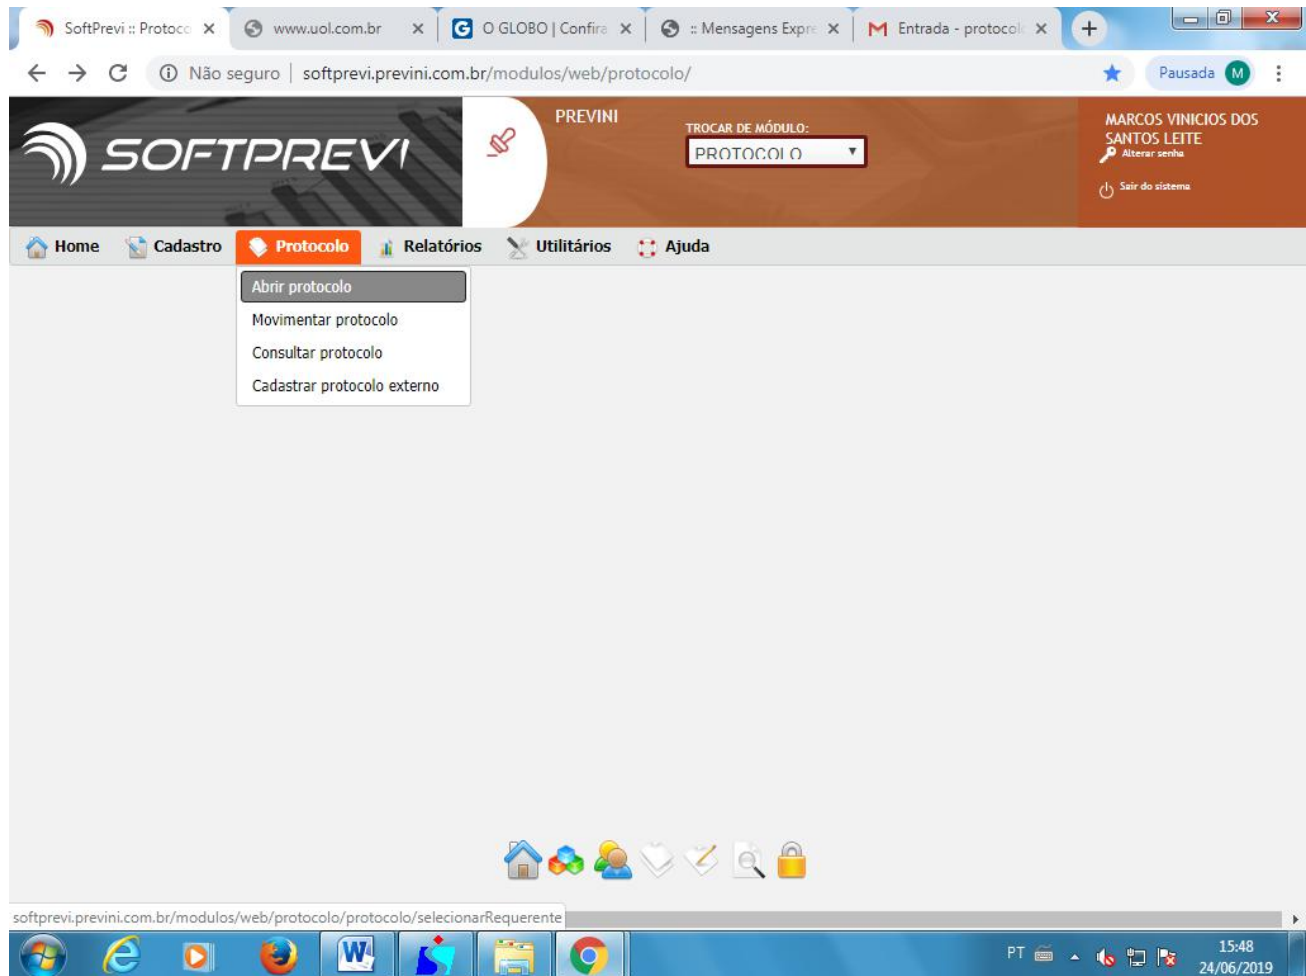 SoftPrevi :: Protoco
www.uol.com.br
O GLOBO | Confira
:: Mensagens Expre
Entrada - protocolo
Não seguro | softprevi.previni.com.br/modulos/web/protocolo/
Pausada M
SOFTPREVI
PREVINI
TROCAR DE MÓDULO:
PROTOCOLO
MARCOS VINICIOS DOS
SANTOS LEITE
Alterar senha
Sair do sistema
Home Cadastro Protocolo Relatórios Utilitários Ajuda
Abrir protocolo
Movimentar protocolo
Consultar protocolo
Cadastrar protocolo externo
softprevi.previni.com.br/modulos/web/protocolo/protocolo/selecionarRequerente
PT
15:48
24/06/2019